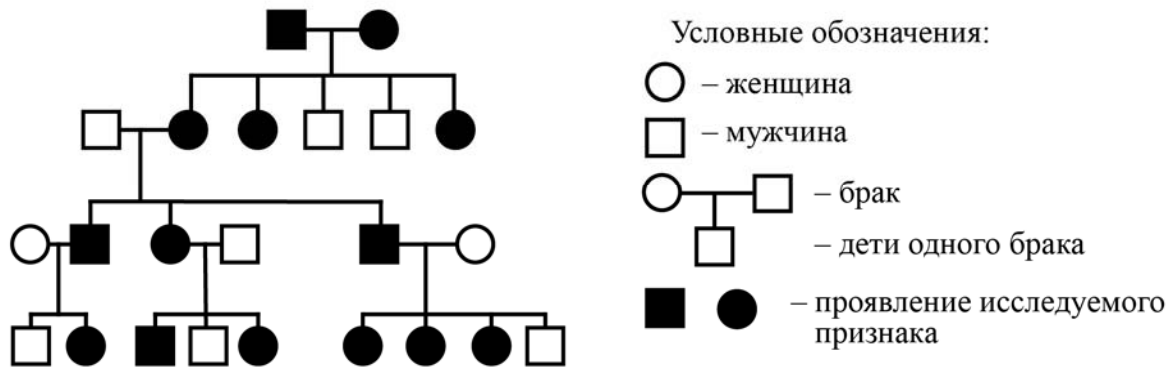 Условные обозначения:
– женщина
– мужчина
– брак
– дети одного брака
– проявление исследуемого
признака